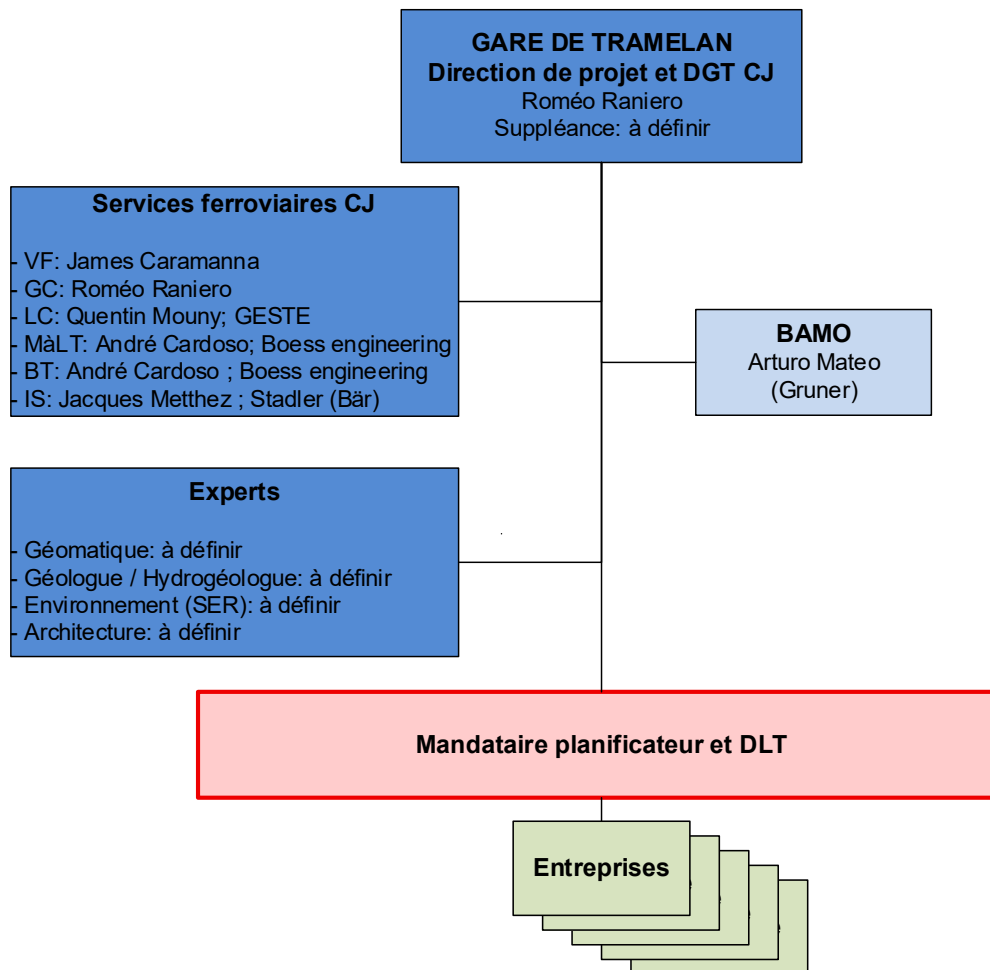 GARE DE TRAMELAN
Direction de projet et DGT CJ
Roméo Raniero
Suppléance: à définir
Services ferroviaires CJ
- VF: James Caramanna
- GC: Roméo Raniero
- LC: Quentin Mouny; GESTE
- MàLT: André Cardoso; Boess engineering
- BT: André Cardoso ; Boess engineering
- IS: Jacques Metthez ; Stadler (Bär)
BAMO
Arturo Mateo
(Gruner)
Experts
- Géomatique: à définir
- Géologue / Hydrogéologue: à définir
- Environnement (SER): à définir
- Architecture: à définir
Mandataire planificateur et DLT
Entreprises